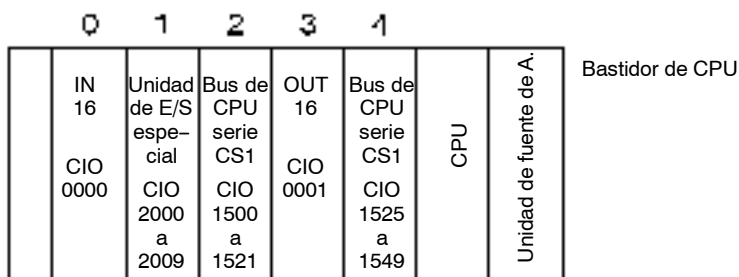 0 1 2 3 4
IN
16
CIO
0000
Unidad
de E/S
espe–
cial
CIO
2000
a
2009
Bus de
CPU
serie
CS1
CIO
1500
a
1521
OUT
16
CIO
0001
Bus de
CPU
serie
CS1
CIO
1525
a
1549
CPU
Unidad de fuente de A.
Bastidor de CPU